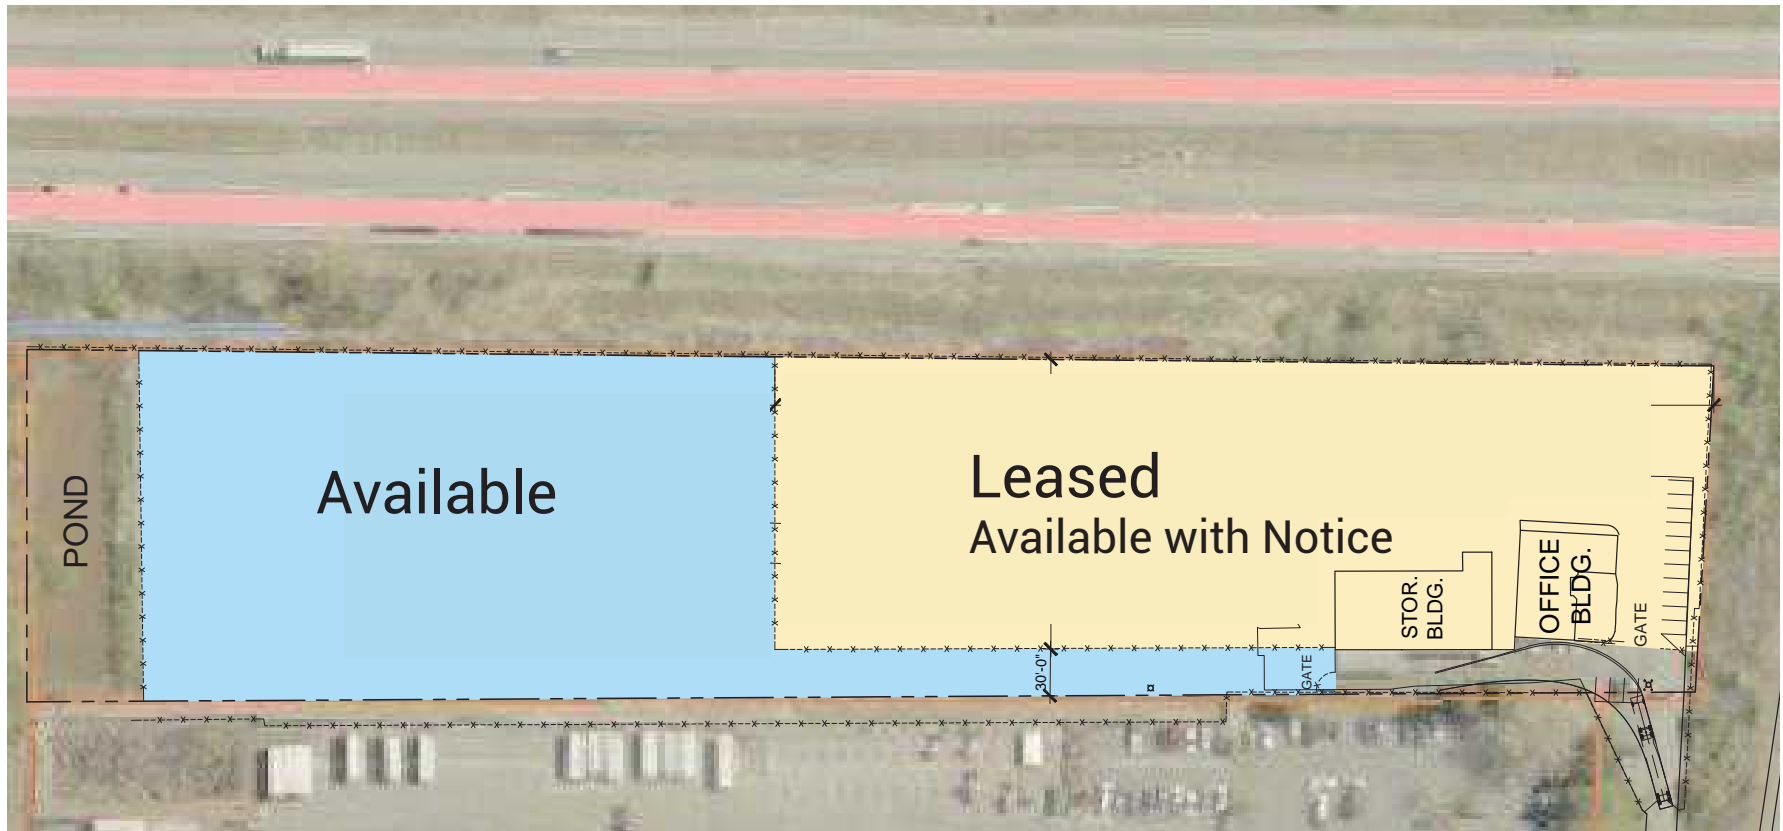 POND
Available
Leased
Available with Notice
30'-0"
GATE
STOR.
BLDG.
OFFICE
BLDG.
GATE